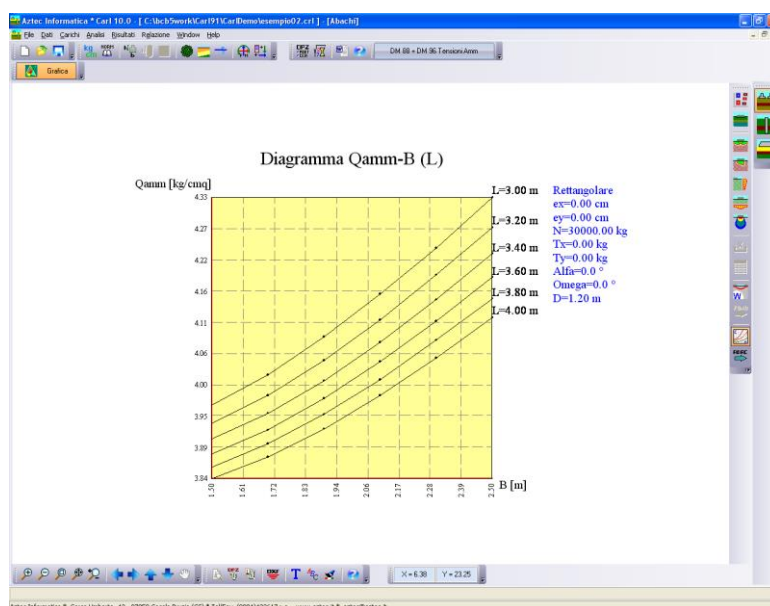 Aztec Informatica * Carl 10.0 - [ C:\bcb5work\Carl91\CarlDemo\esempio02.crl ] - [Abachi]
File Dati Carichi Analisi Risultati Relazione Window Help
DM 88 + DM 96 Tensioni Amm
Grafica
Diagramma Qamm-B (L)
Qamm [kg/cmq]
4.33
4.27
4.22
4.16
4.11
4.06
4.00
3.95
3.89
3.84
L=3.00 m
L=3.20 m
L=3.40 m
L=3.60 m
L=3.80 m
L=4.00 m
Rettangolare
ex=0.00 cm
ey=0.00 cm
N=30000.00 kg
Tx=0.00 kg
Ty=0.00 kg
Alfa=0.0 °
Omega=0.0 °
D=1.20 m
1.50
1.61
1.72
1.83
1.94
2.06
2.17
2.28
2.39
2.50
B [m]
X = 6.38 Y = 23.25